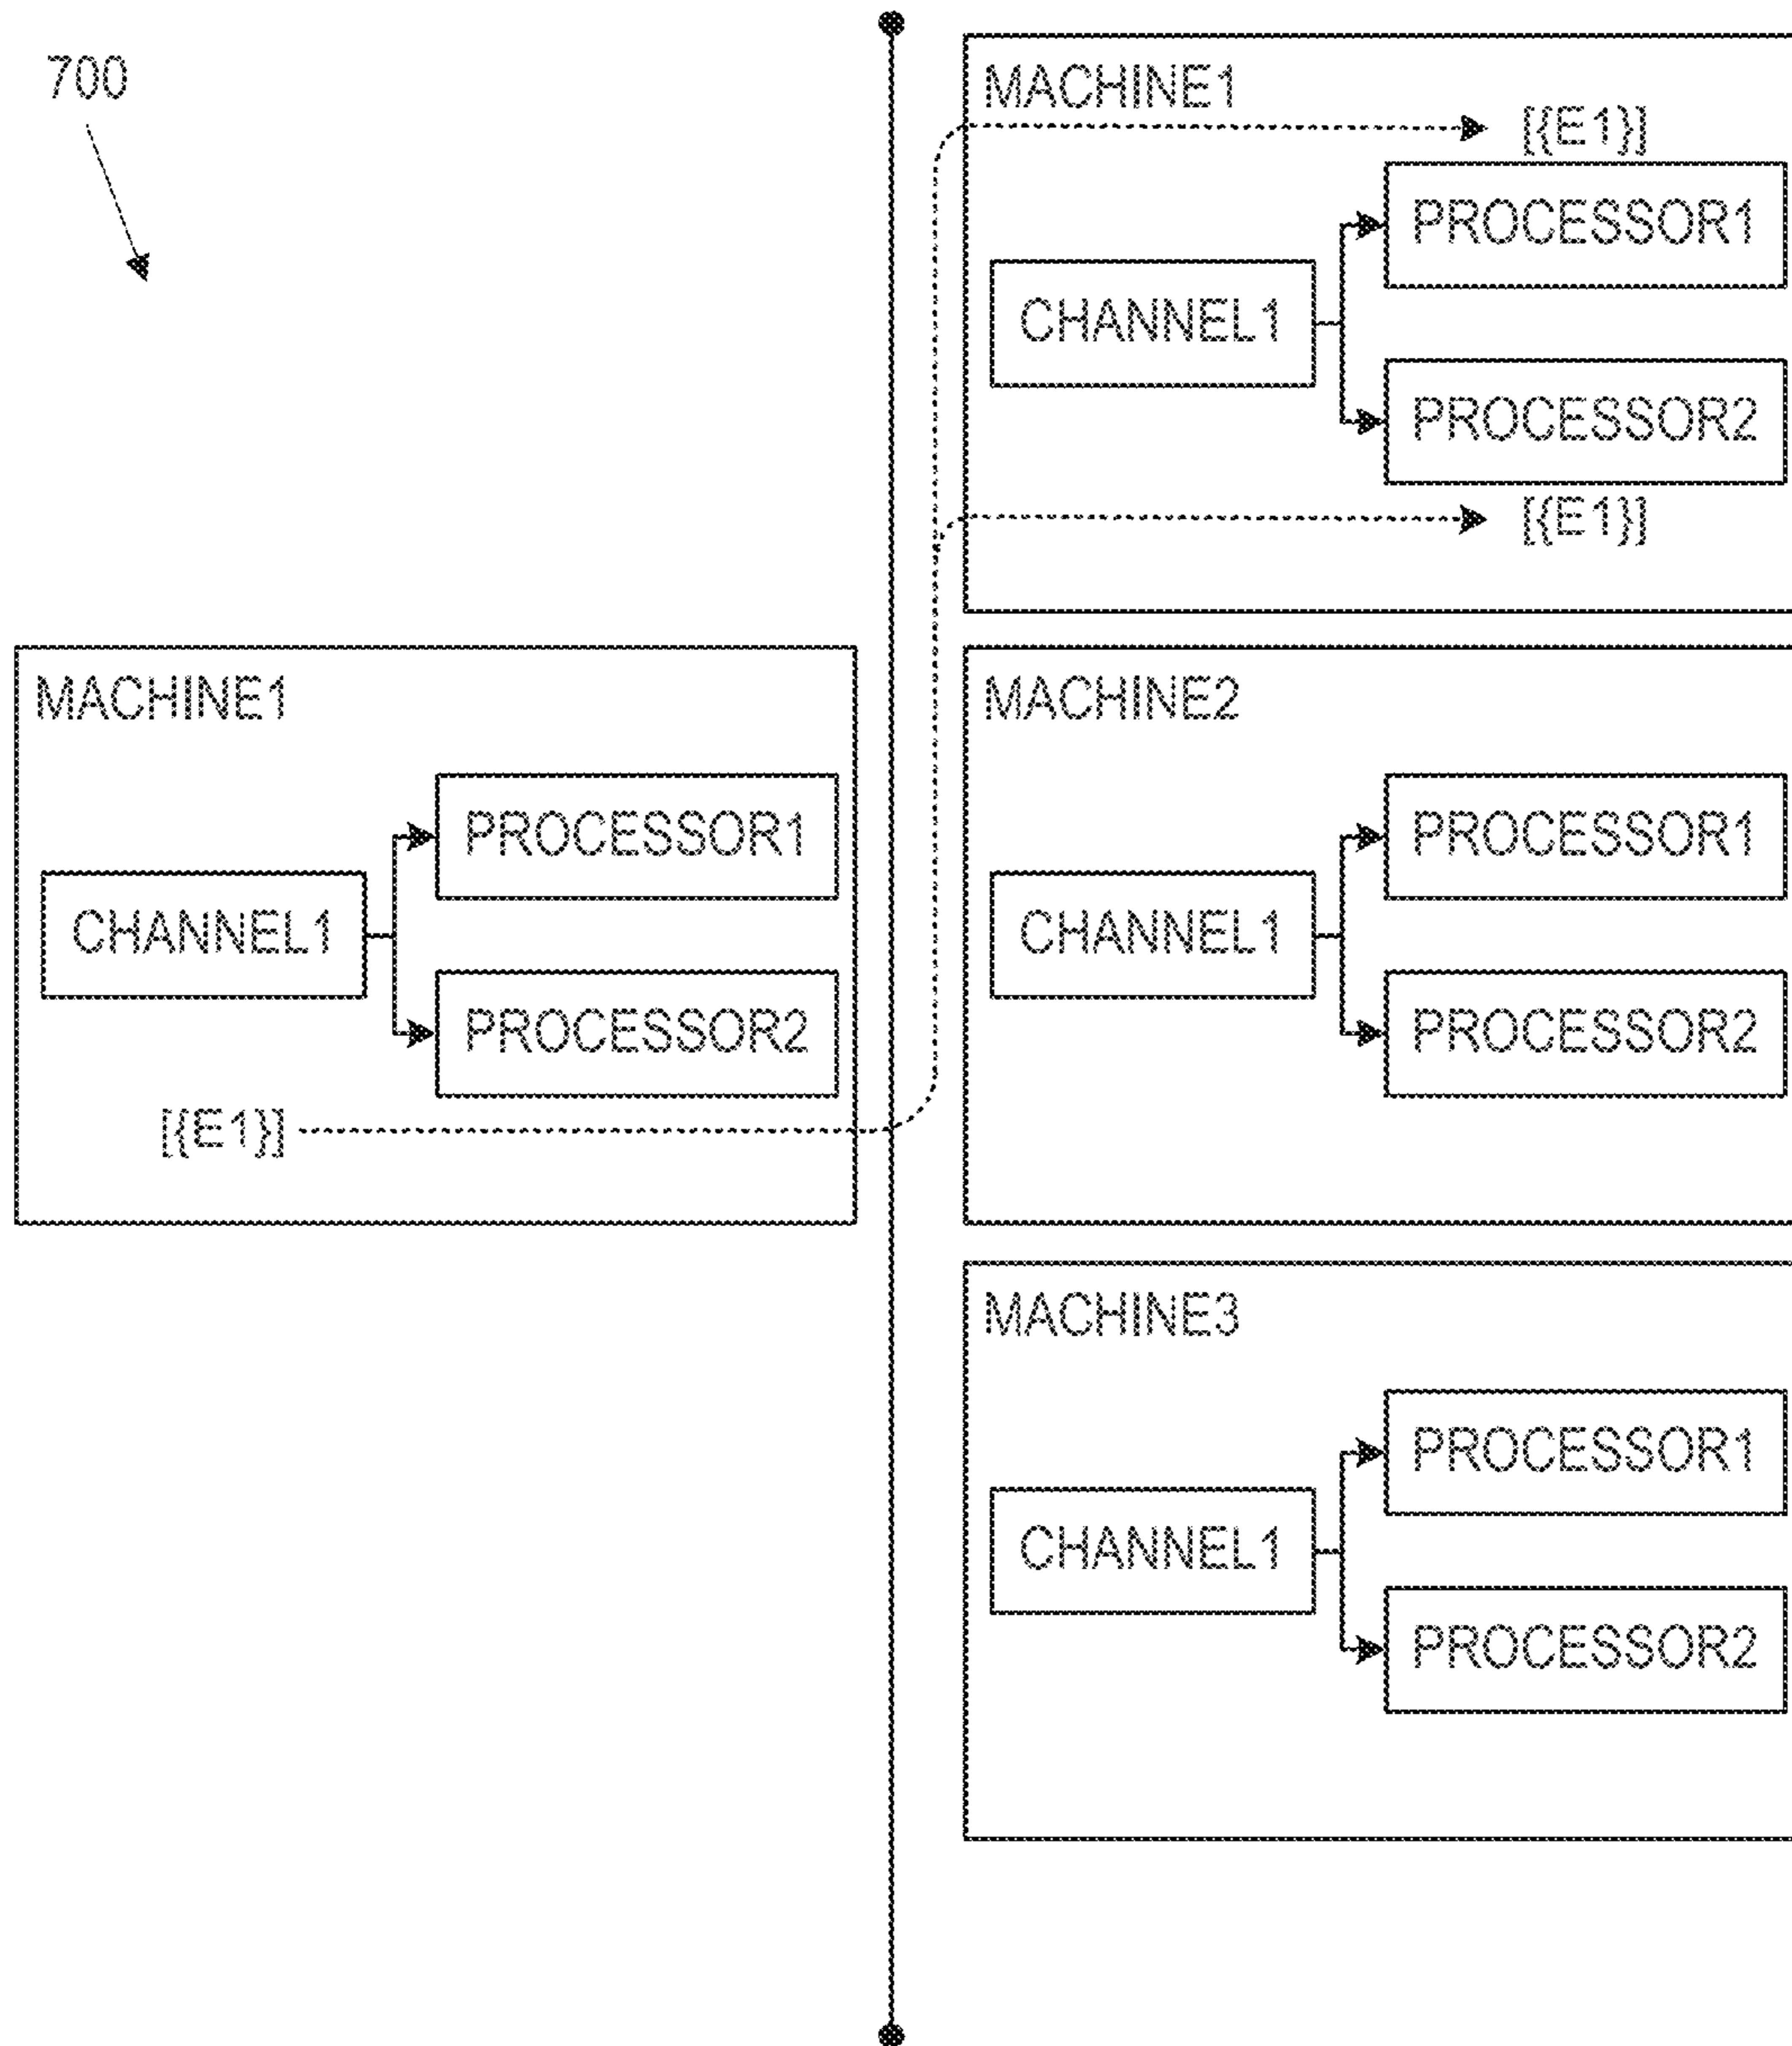 700
MACHINE1
CHANNEL1
PROCESSOR1
PROCESSOR2
[{E1}]
MACHINE1
[{E1}]
PROCESSOR1
CHANNEL1
PROCESSOR2
[{E1}]
MACHINE2
PROCESSOR1
CHANNEL1
PROCESSOR2
MACHINE3
PROCESSOR1
CHANNEL1
PROCESSOR2